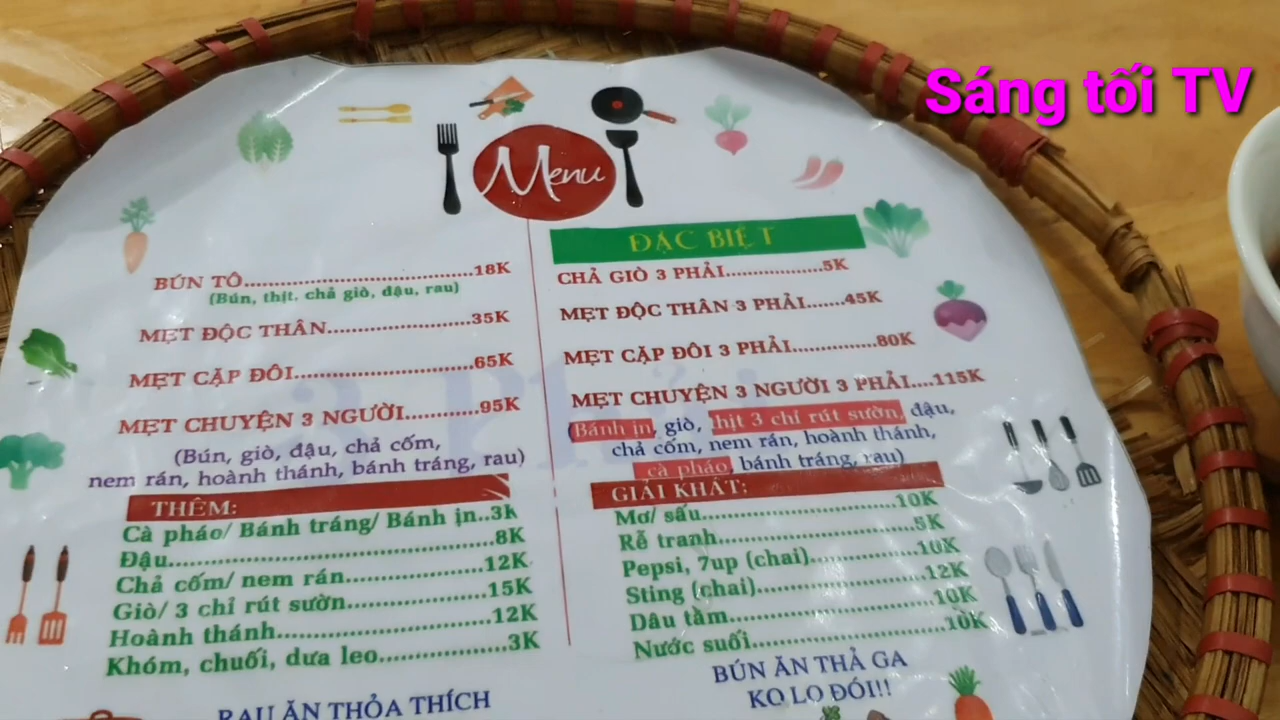 Sáng tối TV
Menu
BÚN TÔ.....18K
(Bún, thịt, chả giò, đậu, rau)
MẸT ĐỘC THÂN.....35K
MẸT CẶP ĐÔI.....65K
MẸT CHUYỆN 3 NGƯỜI.....95K
(Bún, giò, đậu, chả cốm,
nem rán, hoành thánh, bánh tráng, rau)
THÊM:
Cà pháo/ Bánh tráng/ Bánh ịn..3K
Đậu.....8K
Chả cốm/ nem rán.....12K
Giò/ 3 chỉ rút sườn.....15K
Hoành thánh.....12K
Khóm, chuối, dưa leo.....3K
RAU ĂN THỎA THÍCH
ĐẶC BIỆT
CHẢ GIÒ 3 PHẢI.....5K
MẸT ĐỘC THÂN 3 PHẢI.....45K
MẸT CẶP ĐÔI 3 PHẢI.....80K
MẸT CHUYỆN 3 NGƯỜI 3 PHẢI....115K
(Bánh ịn, giò, thịt 3 chỉ rút sườn, đậu,
chả cốm, nem rán, hoành thánh,
cà pháo, bánh tráng, rau)
GIẢI KHÁT:
Mơ/ sấu.....10K
Rễ tranh.....5K
Pepsi, 7up (chai).....10K
Sting (chai).....12K
Dâu tằm.....10K
Nước suối.....10K
BÚN ĂN THẢ GA
KO LO ĐÓI!!